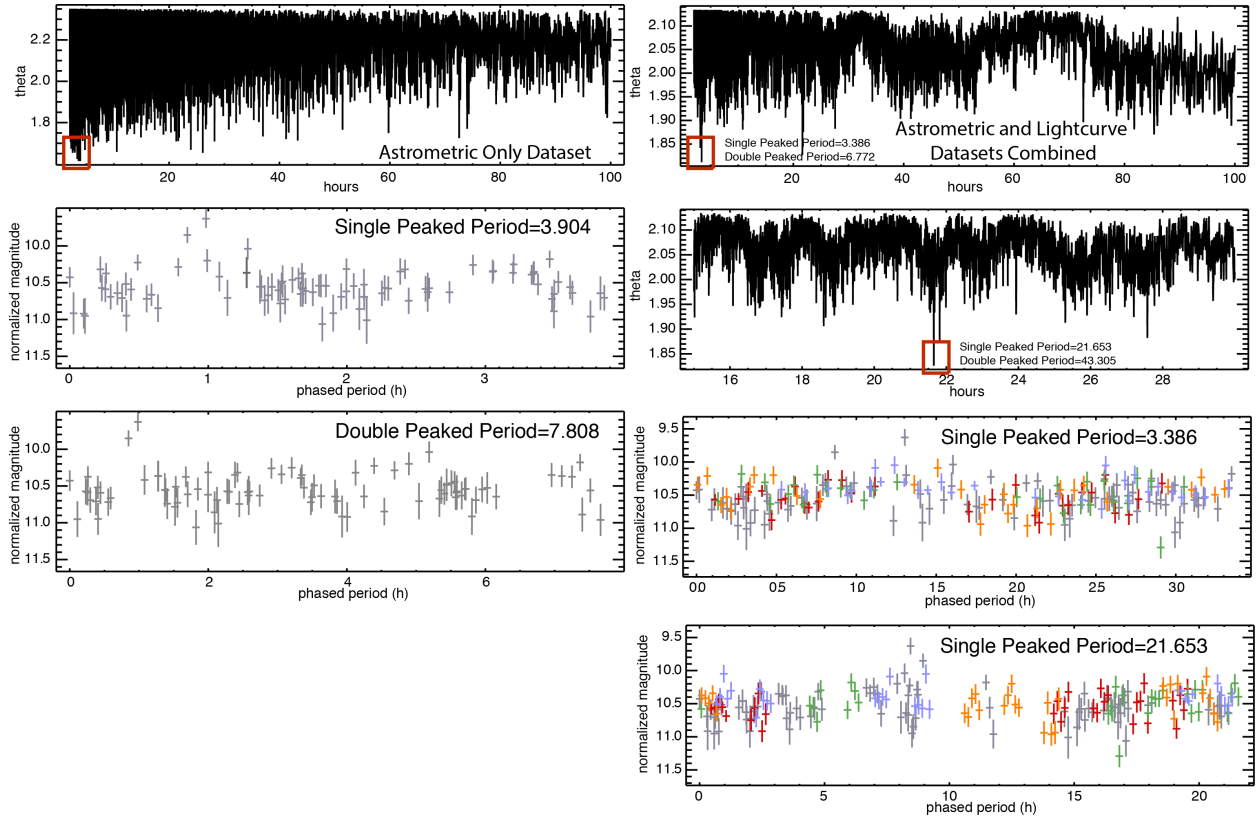 theta
2.2
2.0
1.8
Astrometric Only Dataset
20
40
60
80
100
hours
normalized magnitude
10.0
10.5
11.0
11.5
Single Peaked Period=3.904
0
1
2
3
phased period (h)
normalized magnitude
10.0
10.5
11.0
11.5
Double Peaked Period=7.808
0
2
4
6
phased period (h)
theta
2.10
2.05
2.00
1.95
1.90
1.85
Astrometric and Lightcurve
Datasets Combined
Single Peaked Period=3.386
Double Peaked Period=6.772
20
40
60
80
100
hours
theta
2.10
2.05
2.00
1.95
1.90
1.85
Single Peaked Period=21.653
Double Peaked Period=43.305
16
18
20
22
24
26
28
hours
normalized magnitude
9.5
10.0
10.5
11.0
11.5
Single Peaked Period=3.386
00
05
10
15
20
25
30
phased period (h)
normalized magnitude
9.5
10.0
10.5
11.0
11.5
Single Peaked Period=21.653
0
5
10
15
20
phased period (h)